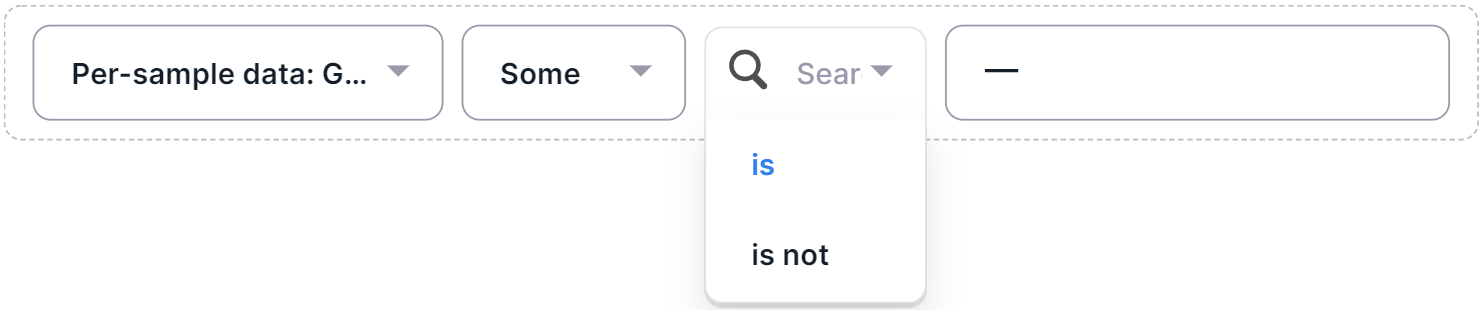 Per-sample data: G... Some Sear —
is
is not